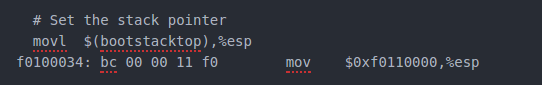 # Set the stack pointer
movl $(bootstacktop),%esp
f0100034: bc 00 00 11 f0 mov $0xf0110000,%esp